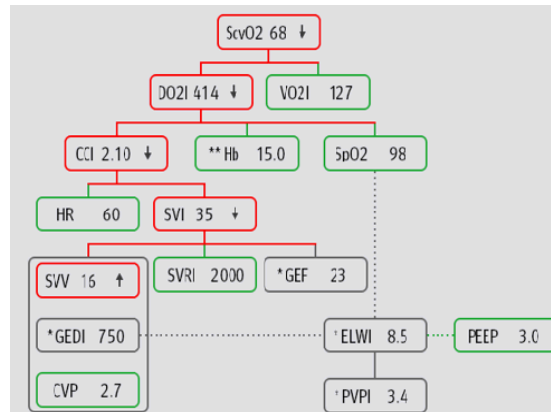 ScvO2 68 ↓
DO2I 414 ↓ VO2I 127
CCI 2.10 ↓ **Hb 15.0 SpO2 98
HR 60 SVI 35 ↓
SVV 16 ↑ SVRI 2000 *GEF 23
*GEDI 750 *ELWI 8.5 PEEP 3.0
CVP 2.7 *PVPI 3.4